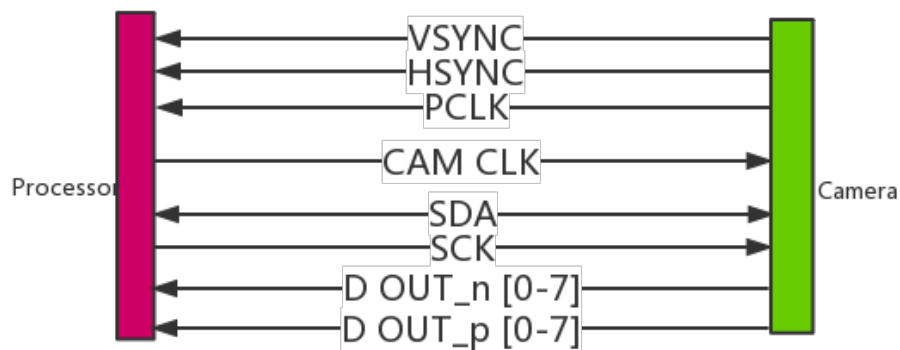 VSYNC
HSYNC
PCLK
CAM CLK
Processor
Camera
SDA
SCK
D OUT_n [0-7]
D OUT_p [0-7]